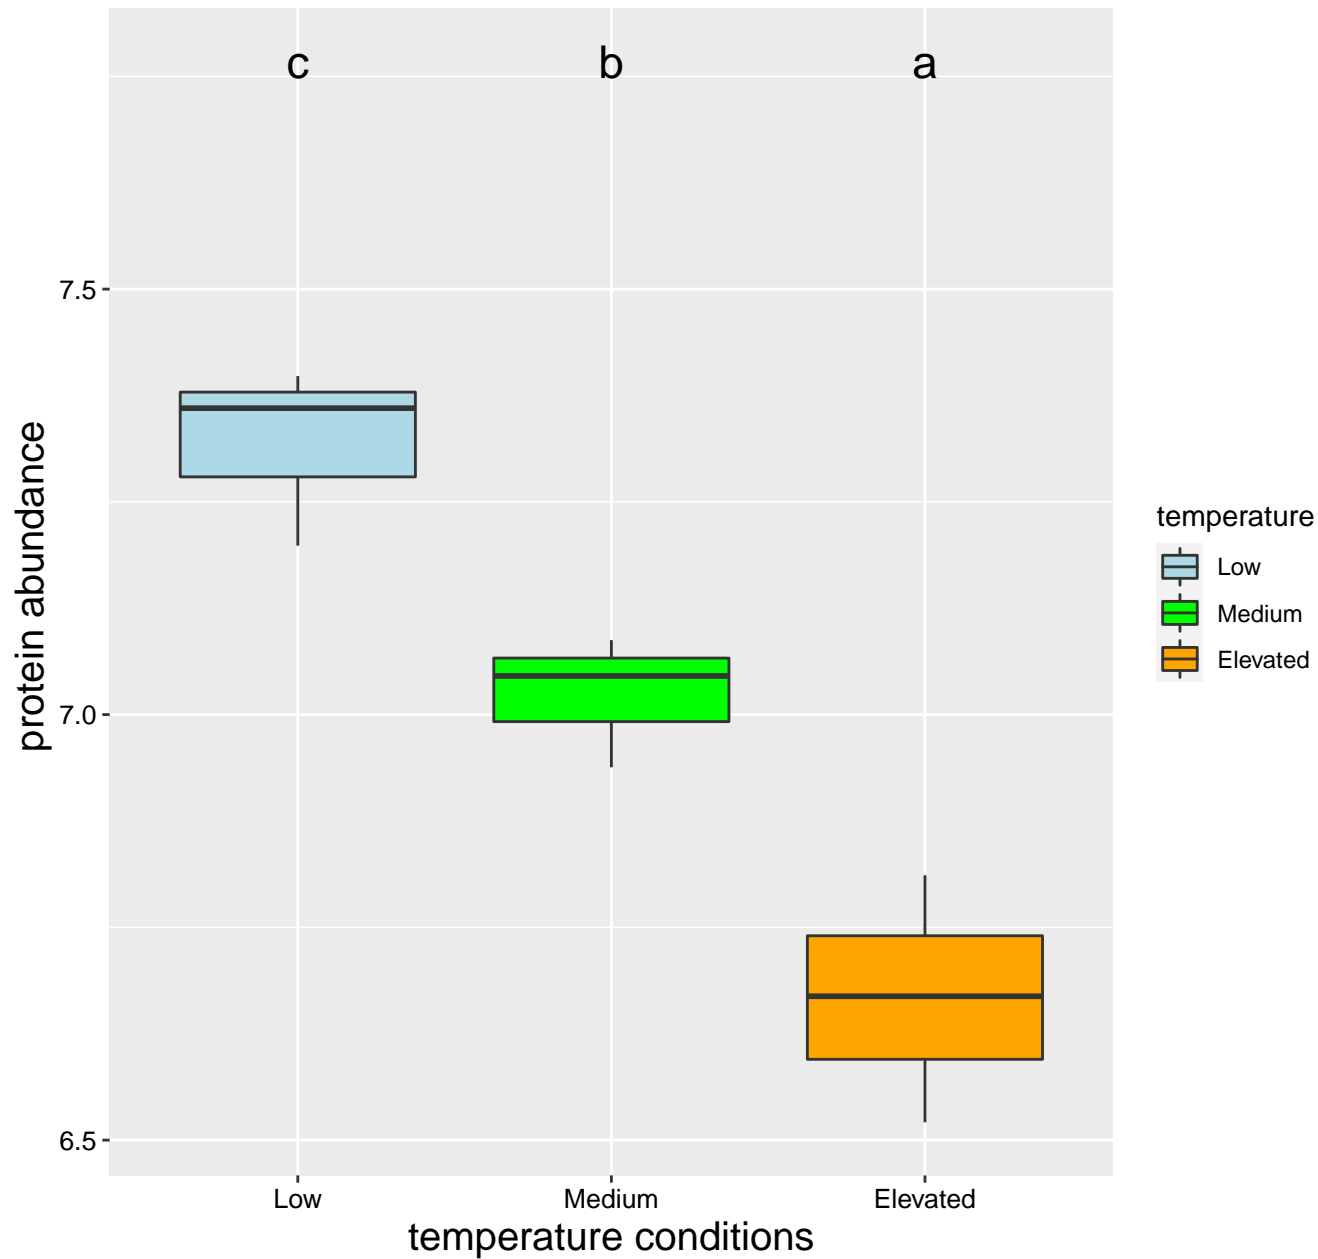 c b a
7.5
7.0
6.5
protein abundance
Low Medium Elevated
temperature conditions
temperature
Low
Medium
Elevated